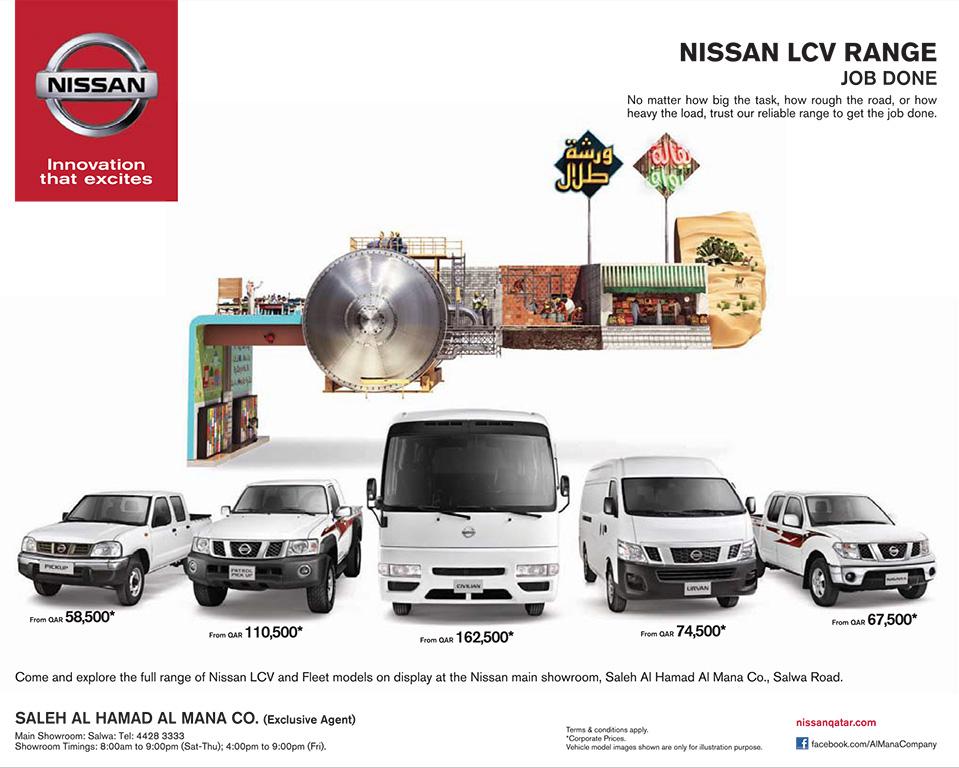 NISSAN
Innovation
that excites
NISSAN LCV RANGE
JOB DONE
No matter how big the task, how rough the road, or how
heavy the load, trust our reliable range to get the job done.
ورشة
طلال
بقالة
PICKUP
PATROL
PICK UP
CIVILIAN
URVAN
NAVARA
From QAR 58,500*
From QAR 110,500*
From QAR 162,500*
From QAR 74,500*
From QAR 67,500*
Come and explore the full range of Nissan LCV and Fleet models on display at the Nissan main showroom, Saleh Al Hamad Al Mana Co., Salwa Road.
SALEH AL HAMAD AL MANA CO. (Exclusive Agent)
Main Showroom: Salwa: Tel: 4428 3333
Showroom Timings: 8:00am to 9:00pm (Sat-Thu); 4:00pm to 9:00pm (Fri).
Terms & conditions apply.
*Corporate Prices.
Vehicle model images shown are only for illustration purpose.
nissanqatar.com
facebook.com/AlManaCompany